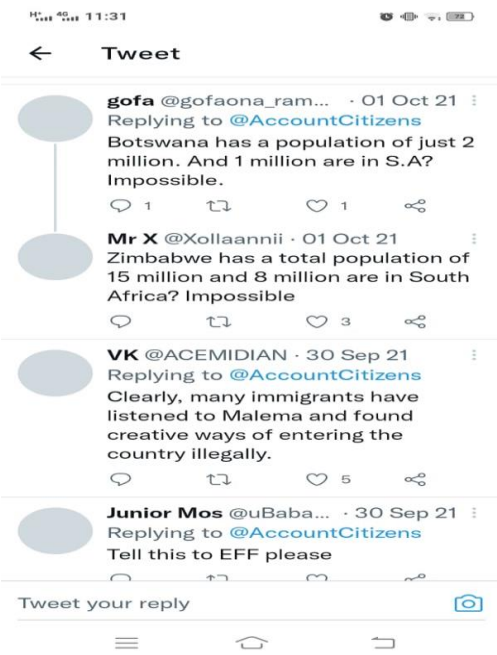 H+ 4G 11:31 72
Tweet
gofa @gofaona_ram... · 01 Oct 21
Replying to @AccountCitizens
Botswana has a population of just 2
million. And 1 million are in S.A?
Impossible.
1 1
Mr X @Xollaannii · 01 Oct 21
Zimbabwe has a total population of
15 million and 8 million are in South
Africa? Impossible
3
VK @ACEMIDIAN · 30 Sep 21
Replying to @AccountCitizens
Clearly, many immigrants have
listened to Malema and found
creative ways of entering the
country illegally.
5
Junior Mos @uBaba... · 30 Sep 21
Replying to @AccountCitizens
Tell this to EFF please
Tweet your reply